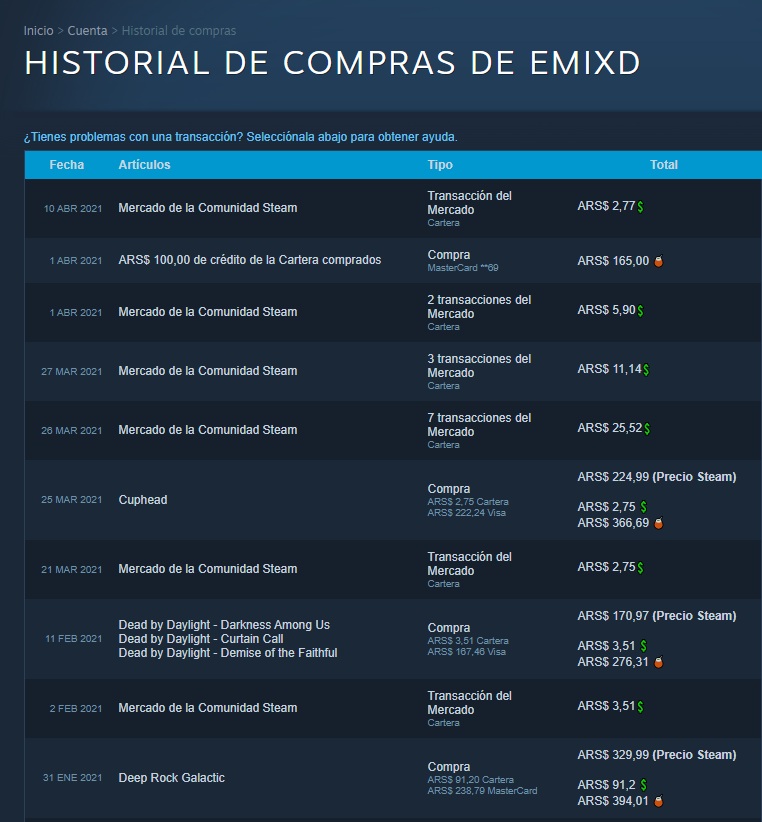 Inicio > Cuenta > Historial de compras
HISTORIAL DE COMPRAS DE EMIXD
¿Tienes problemas con una transacción? Selecciónala abajo para obtener ayuda.
Fecha Artículos Tipo Total
10 ABR 2021 Mercado de la Comunidad Steam Transacción del Mercado Cartera ARS$ 2,77
1 ABR 2021 ARS$ 100,00 de crédito de la Cartera comprados Compra MasterCard **69 ARS$ 165,00
1 ABR 2021 Mercado de la Comunidad Steam 2 transacciones del Mercado Cartera ARS$ 5,90
27 MAR 2021 Mercado de la Comunidad Steam 3 transacciones del Mercado Cartera ARS$ 11,14
26 MAR 2021 Mercado de la Comunidad Steam 7 transacciones del Mercado Cartera ARS$ 25,52
25 MAR 2021 Cuphead Compra
ARS$ 2,75 Cartera
ARS$ 222,24 Visa
ARS$ 224,99 (Precio Steam)
ARS$ 2,75
ARS$ 366,69
21 MAR 2021 Mercado de la Comunidad Steam Transacción del Mercado Cartera ARS$ 2,75
11 FEB 2021
Dead by Daylight - Darkness Among Us
Dead by Daylight - Curtain Call
Dead by Daylight - Demise of the Faithful
Compra
ARS$ 3,51 Cartera
ARS$ 167,46 Visa
ARS$ 170,97 (Precio Steam)
ARS$ 3,51
ARS$ 276,31
2 FEB 2021 Mercado de la Comunidad Steam Transacción del Mercado Cartera ARS$ 3,51
31 ENE 2021 Deep Rock Galactic Compra
ARS$ 91,20 Cartera
ARS$ 238,79 MasterCard
ARS$ 329,99 (Precio Steam)
ARS$ 91,2
ARS$ 394,01